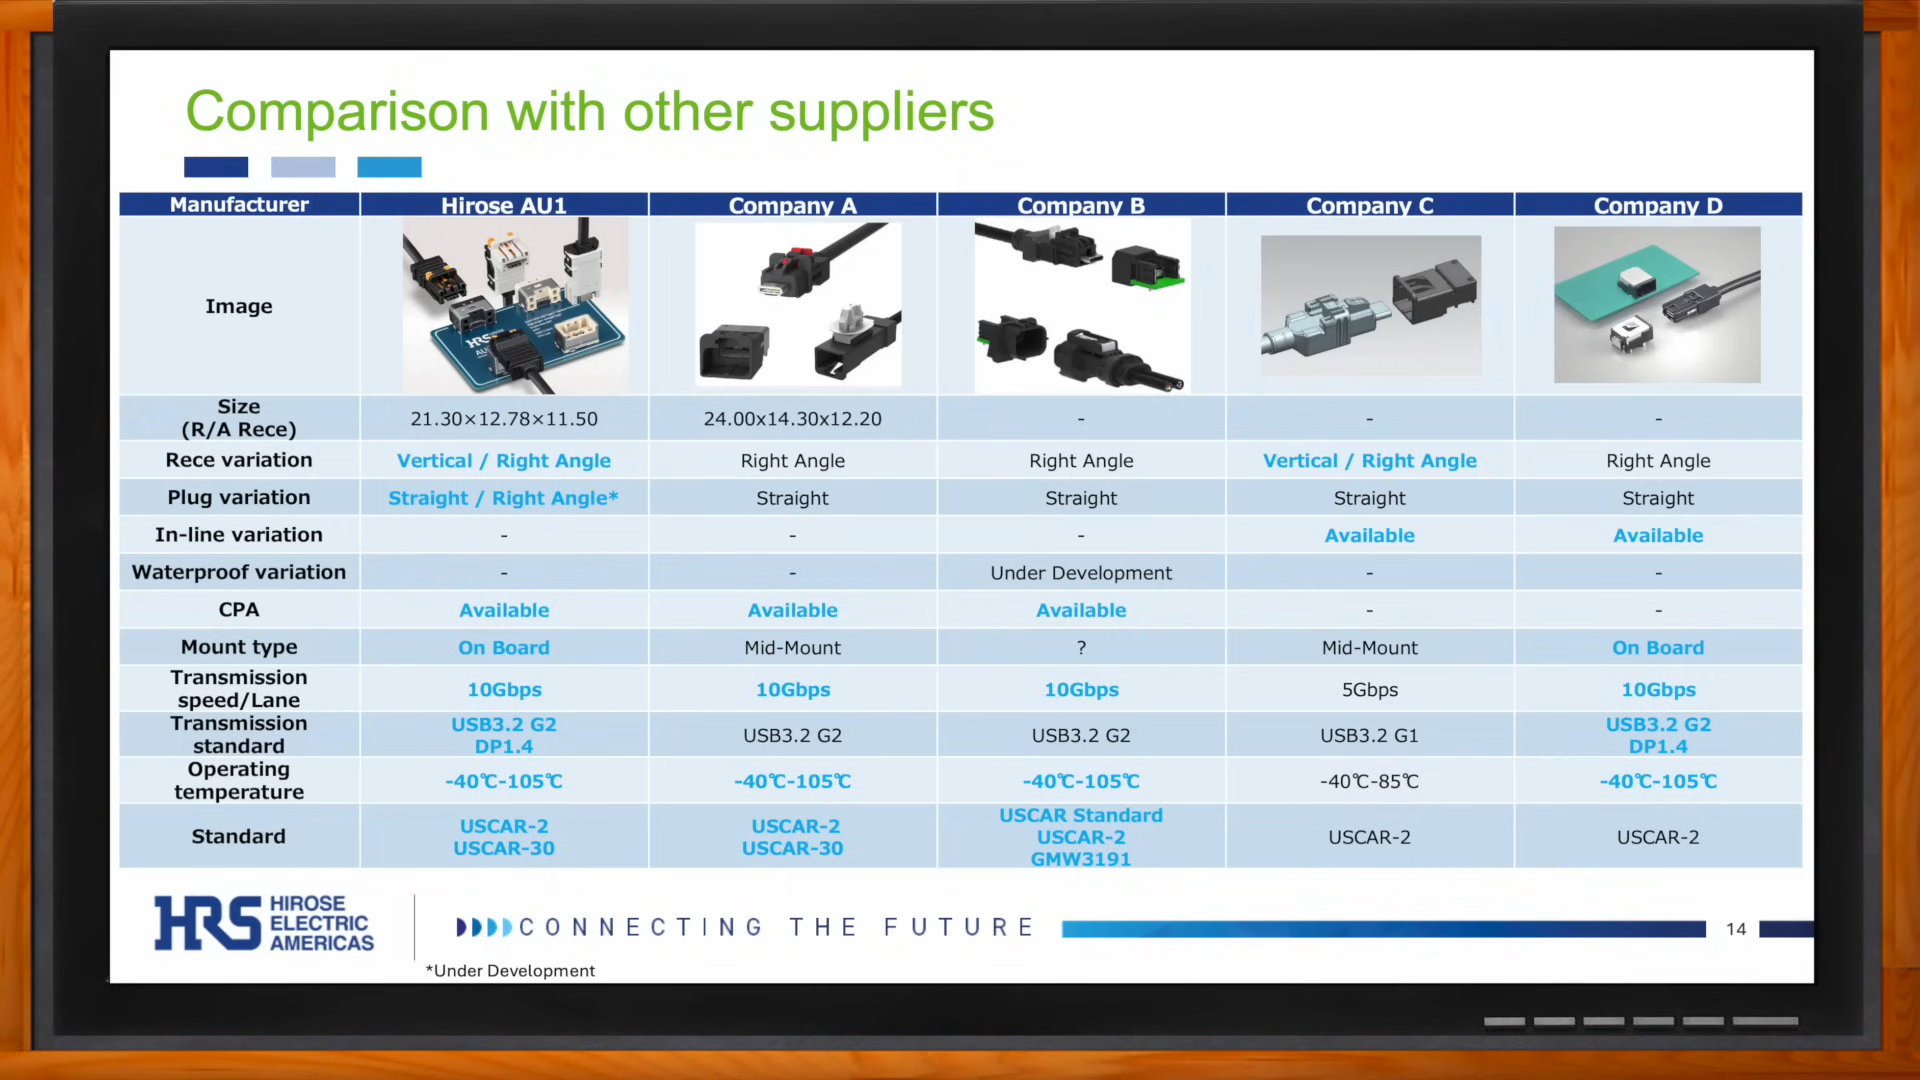 Comparison with other suppliers
Manufacturer Hirose AU1 Company A Company B Company C Company D
Image
HRS
AU
Size
(R/A Rece) 21.30×12.78×11.50 24.00x14.30x12.20 - - -
Rece variation Vertical / Right Angle Right Angle Right Angle Vertical / Right Angle Right Angle
Plug variation Straight / Right Angle* Straight Straight Straight Straight
In-line variation - - - Available Available
Waterproof variation - - Under Development - -
CPA Available Available Available - -
Mount type On Board Mid-Mount ? Mid-Mount On Board
Transmission
speed/Lane 10Gbps 10Gbps 10Gbps 5Gbps 10Gbps
Transmission
standard USB3.2 G2
DP1.4 USB3.2 G2 USB3.2 G2 USB3.2 G1 USB3.2 G2
DP1.4
Operating
temperature -40℃-105℃ -40℃-105℃ -40℃-105℃ -40℃-85℃ -40℃-105℃
Standard USCAR-2
USCAR-30 USCAR-2
USCAR-30 USCAR Standard
USCAR-2
GMW3191 USCAR-2 USCAR-2
HRS HIROSE
ELECTRIC
AMERICAS
CONNECTING THE FUTURE
14
*Under Development